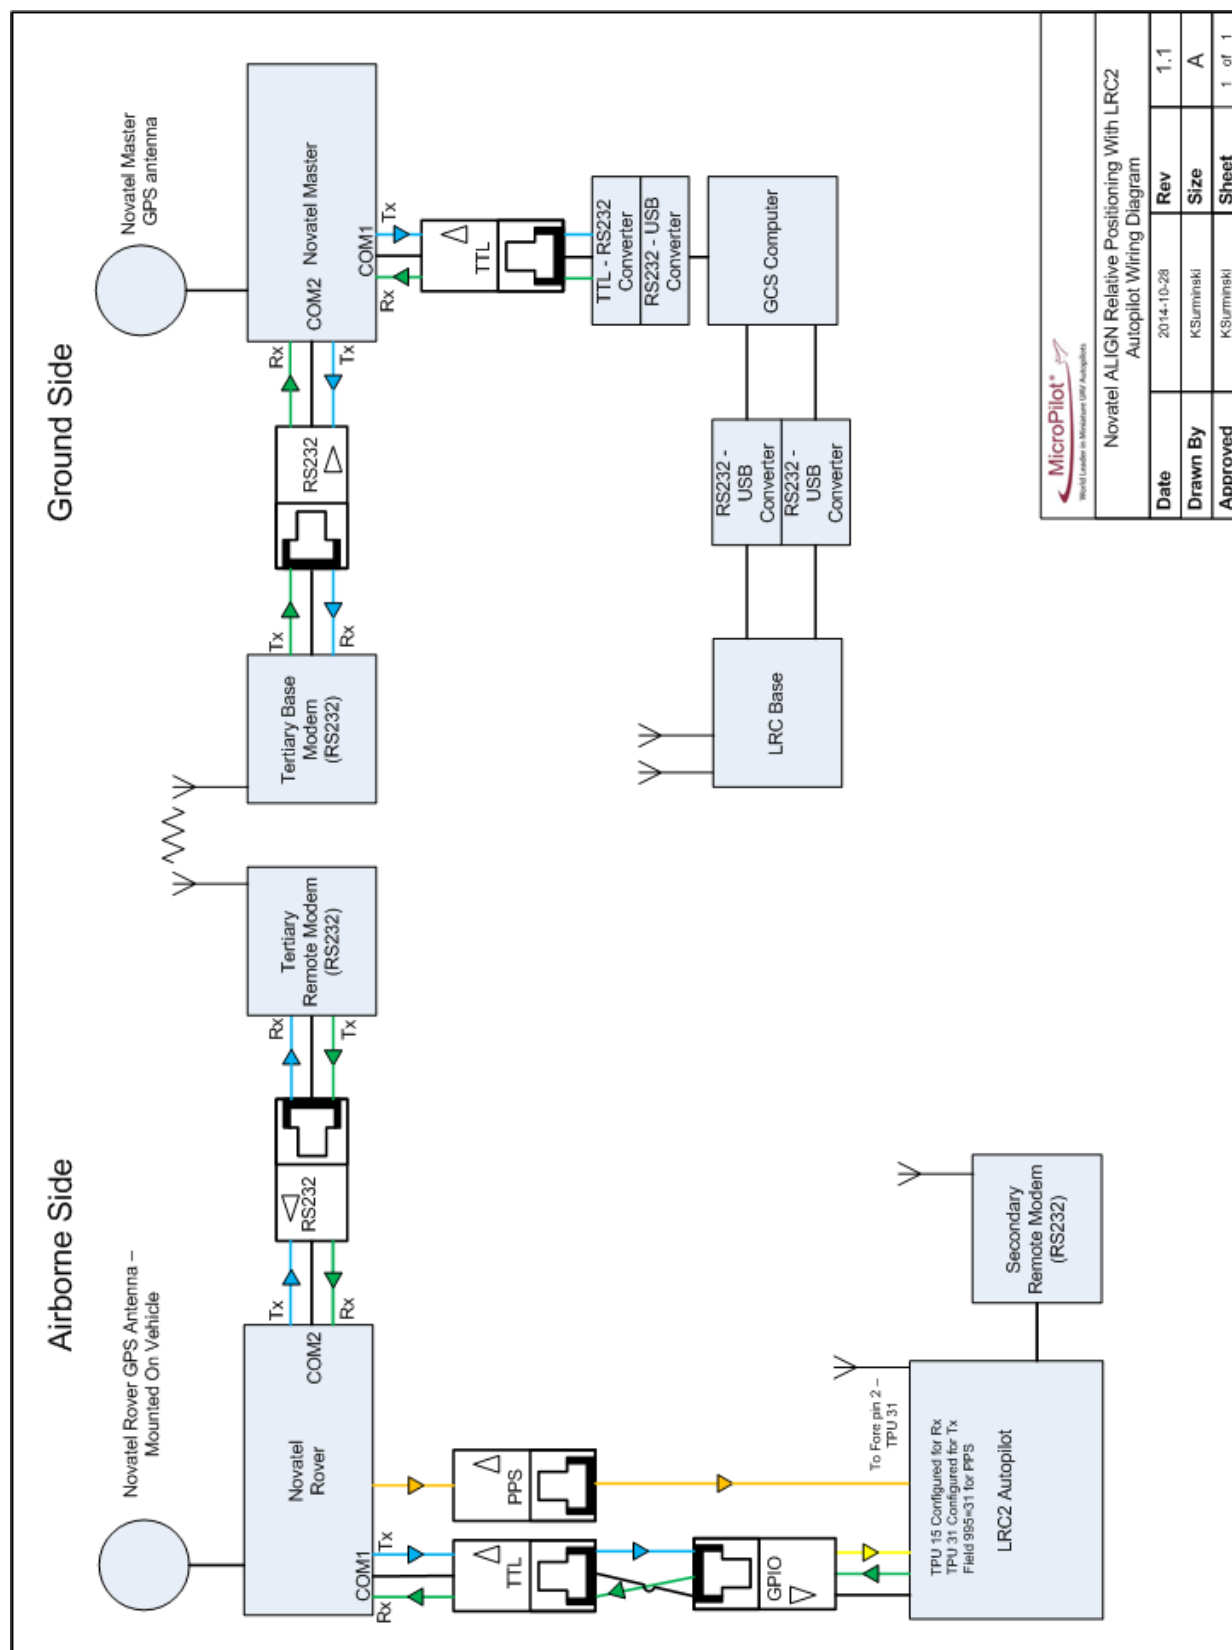 Airborne Side
Ground Side
Novatel Rover GPS Antenna –
Mounted On Vehicle
Novatel Master
GPS antenna
Novatel
Rover
COM2
COM1
Tx
Rx
RS232
Rx
Tx
Tertiary
Remote Modem
(RS232)
Tertiary Base
Modem
(RS232)
Tx
Rx
RS232
Rx
Tx
COM2
Novatel Master
COM1
Rx
Tx
TTL
TTL - RS232
Converter
RS232 - USB
Converter
GCS Computer
RS232 -
USB
Converter
RS232 -
USB
Converter
LRC Base
Rx
Tx
TTL
PPS
GPIO
To Fore pin 2 –
TPU 31
TPU 15 Configured for Rx
TPU 31 Configured for Tx
Field 995=31 for PPS
LRC2 Autopilot
Secondary
Remote Modem
(RS232)
MicroPilot®
World Leader in Miniature UAV Autopilots
Novatel ALIGN Relative Positioning With LRC2
Autopilot Wiring Diagram
Date 2014-10-28 Rev 1.1
Drawn By KSurminski Size A
Approved KSurminski Sheet 1 of 1